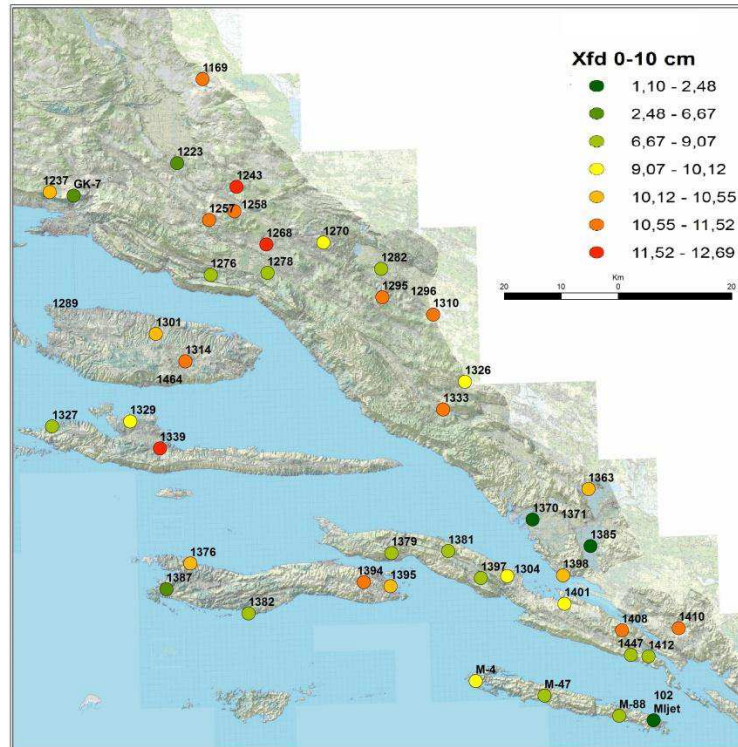 Xfd 0-10 cm
1,10 - 2,48
2,48 - 6,67
6,67 - 9,07
9,07 - 10,12
10,12 - 10,55
10,55 - 11,52
11,52 - 12,69
Km
20 10 0 20
1169
1223
1243
1237 GK-7
1257 1258
1268 1270
1276 1278 1282
1295 1296
1310
1289
1301
1314
1464
1326
1333
1327 1329
1339
1363
1370 1371
1385
1376
1379 1381
1387
1394 1395
1397 1304
1398
1382
1401
1408 1410
1447 1412
M-4
M-47
M-88
102
Mljet